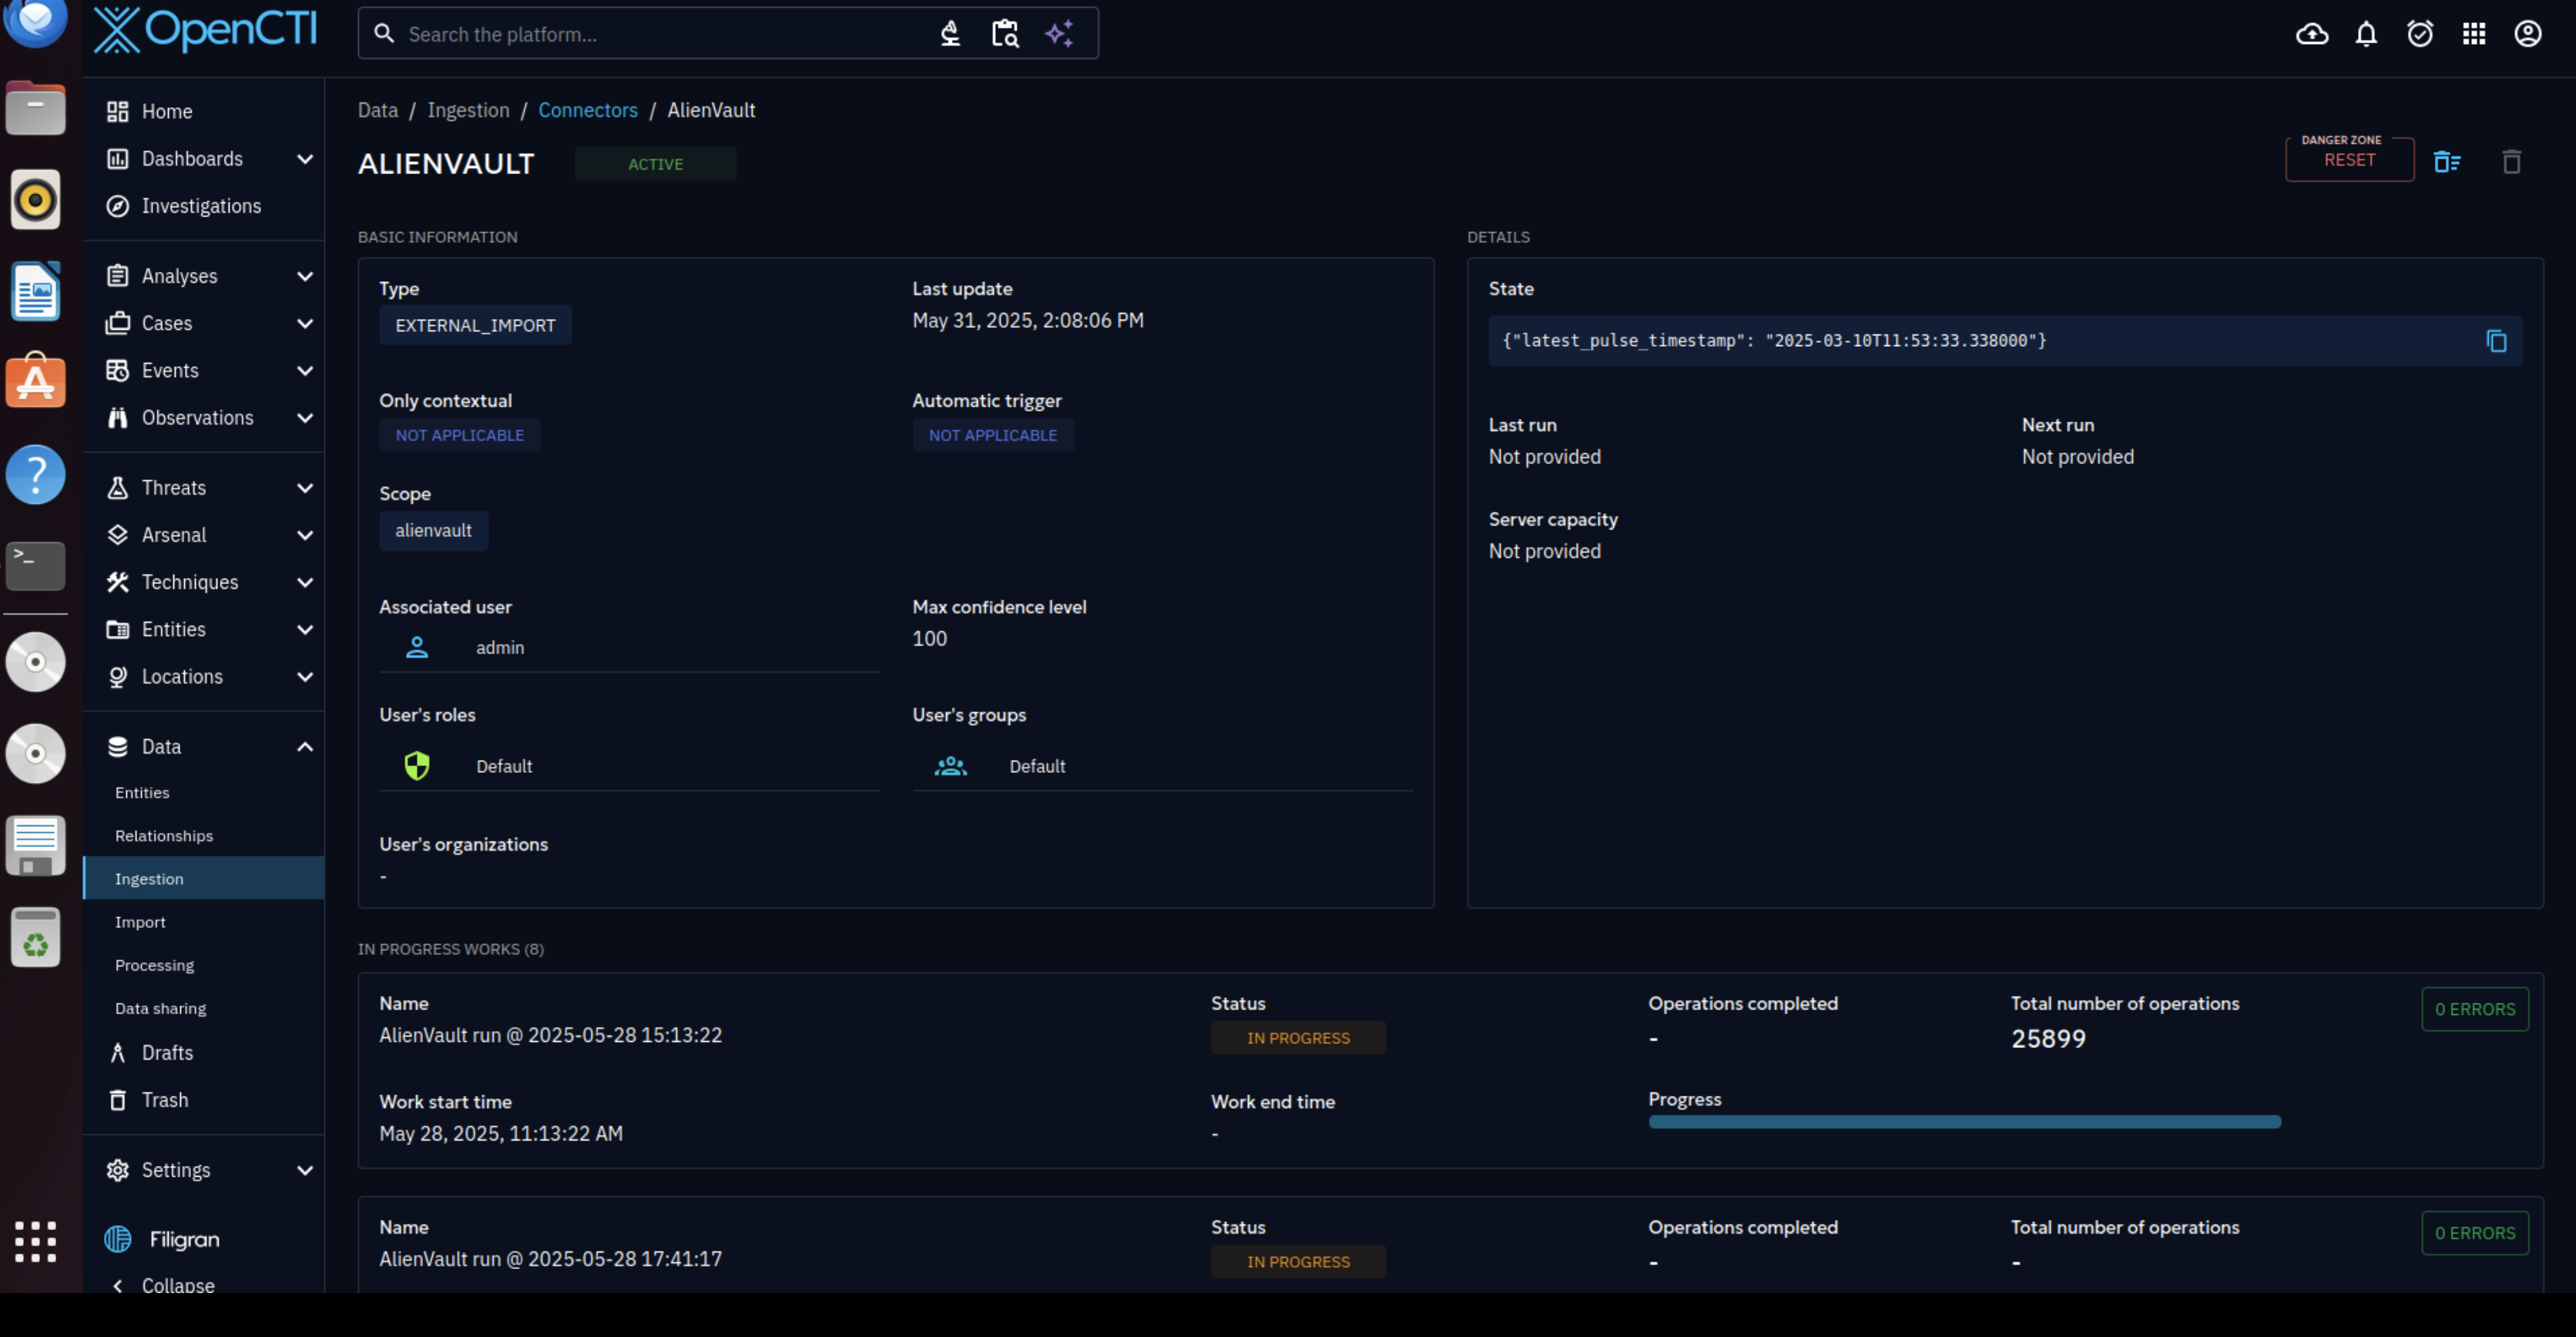 OpenCTI
Search the platform...
Home
Dashboards
Investigations
Analyses
Cases
Events
Observations
Threats
Arsenal
Techniques
Entities
Locations
Data
Entities
Relationships
Ingestion
Import
Processing
Data sharing
Drafts
Trash
Settings
Filigran
Collapse
Data / Ingestion / Connectors / AlienVault
ALIENVAULT ACTIVE
DANGER ZONE
RESET
BASIC INFORMATION
Type
EXTERNAL_IMPORT
Last update
May 31, 2025, 2:08:06 PM
Only contextual
NOT APPLICABLE
Automatic trigger
NOT APPLICABLE
Scope
alienvault
Associated user
admin
Max confidence level
100
User's roles
Default
User's groups
Default
User's organizations
-
DETAILS
State
{"latest_pulse_timestamp": "2025-03-10T11:53:33.338000"}
Last run
Not provided
Next run
Not provided
Server capacity
Not provided
IN PROGRESS WORKS (8)
Name
AlienVault run @ 2025-05-28 15:13:22
Status
IN PROGRESS
Operations completed
-
Total number of operations
25899
0 ERRORS
Work start time
May 28, 2025, 11:13:22 AM
Work end time
-
Progress
Name
AlienVault run @ 2025-05-28 17:41:17
Status
IN PROGRESS
Operations completed
-
Total number of operations
-
0 ERRORS